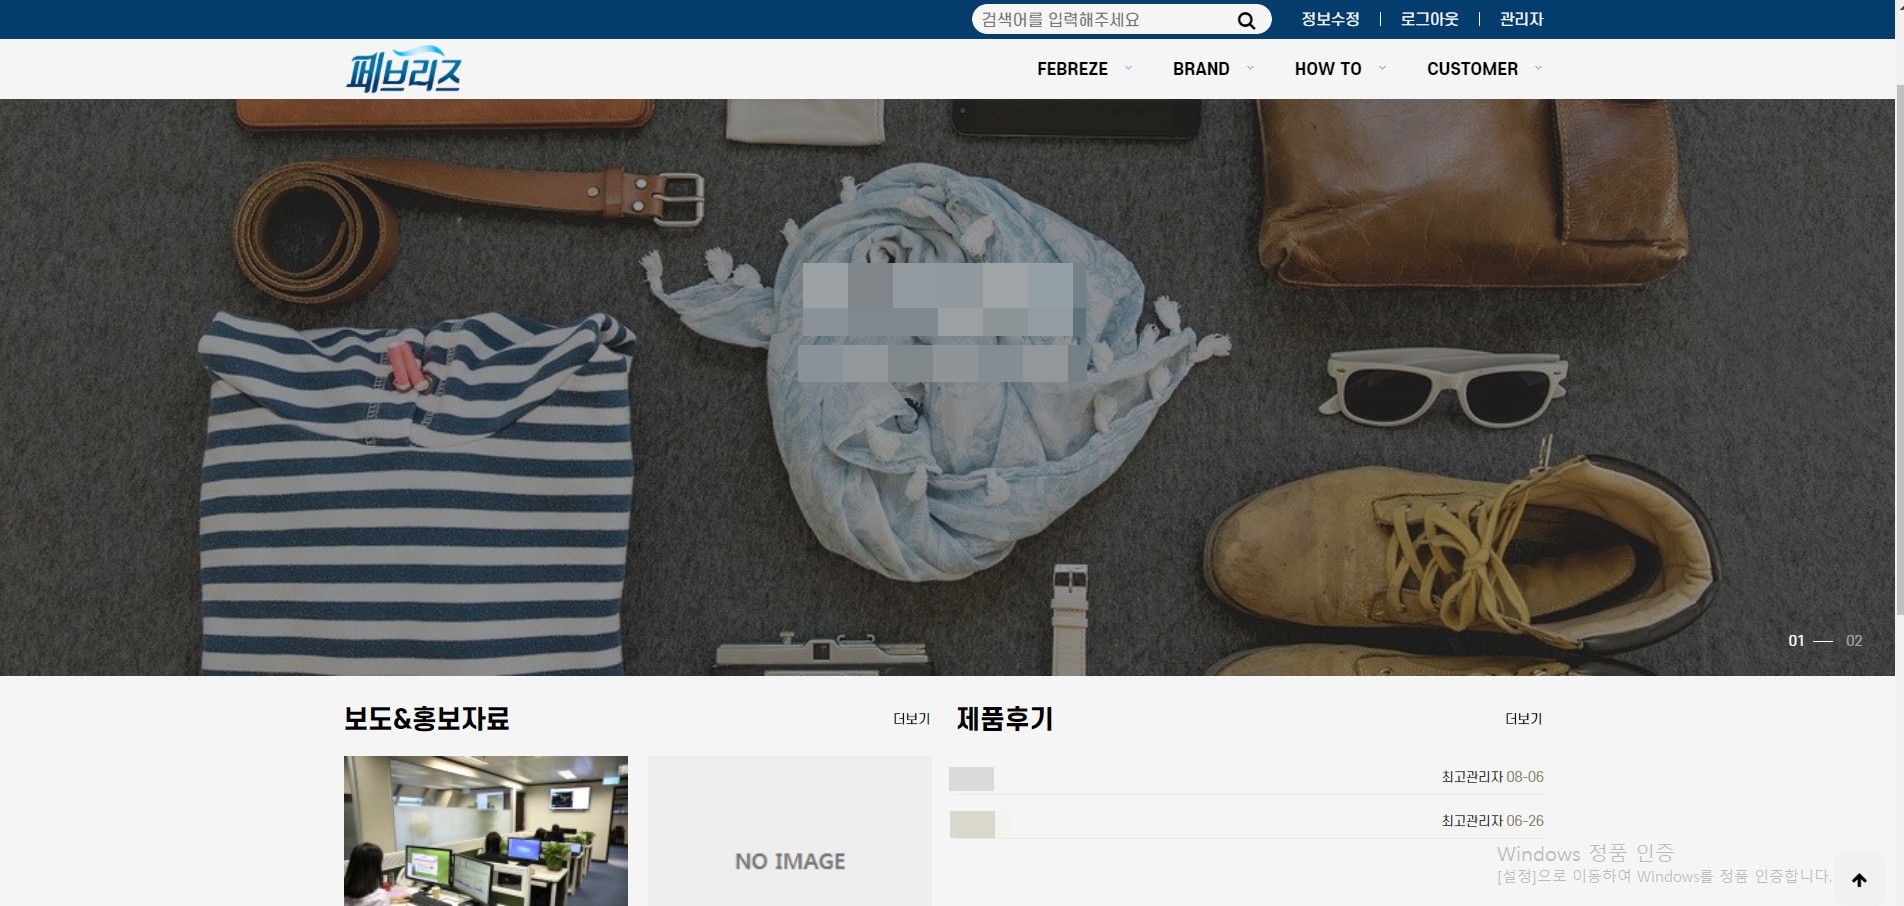 검색어를 입력해주세요
정보수정 로그아웃 관리자
페브리즈
FEBREZE BRAND HOW TO CUSTOMER
01 02
보도&홍보자료 더보기
NO IMAGE
제품후기 더보기
최고관리자 08-06
최고관리자 06-26
Windows 정품 인증
[설정]으로 이동하여 Windows를 정품 인증합니다.